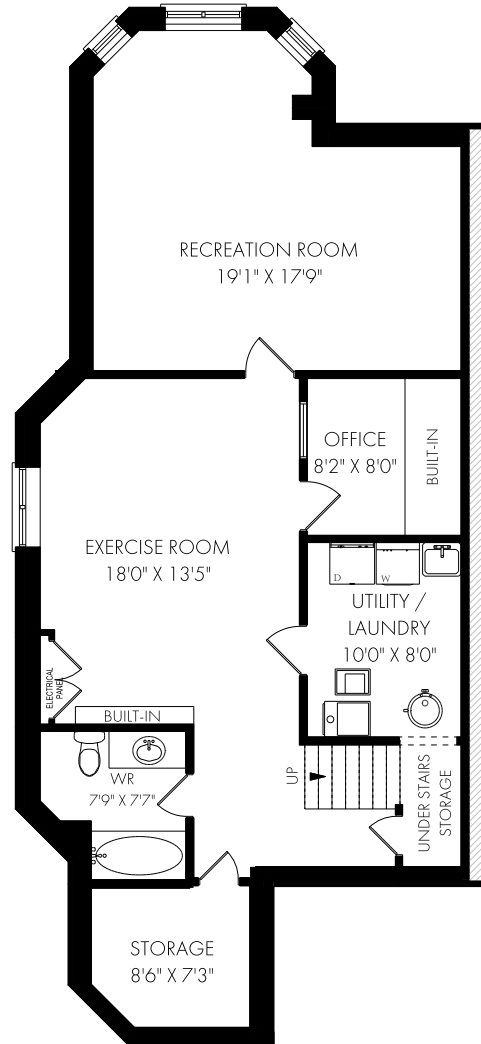 RECREATION ROOM
19'1" X 17'9"
OFFICE
8'2" X 8'0"
BUILT-IN
EXERCISE ROOM
18'0" X 13'5"
D
W
UTILITY /
LAUNDRY
10'0" X 8'0"
ELECTRICAL
PANEL
BUILT-IN
WR
7'9" X 7'7"
UP
UNDER STAIRS
STORAGE
STORAGE
8'6" X 7'3"